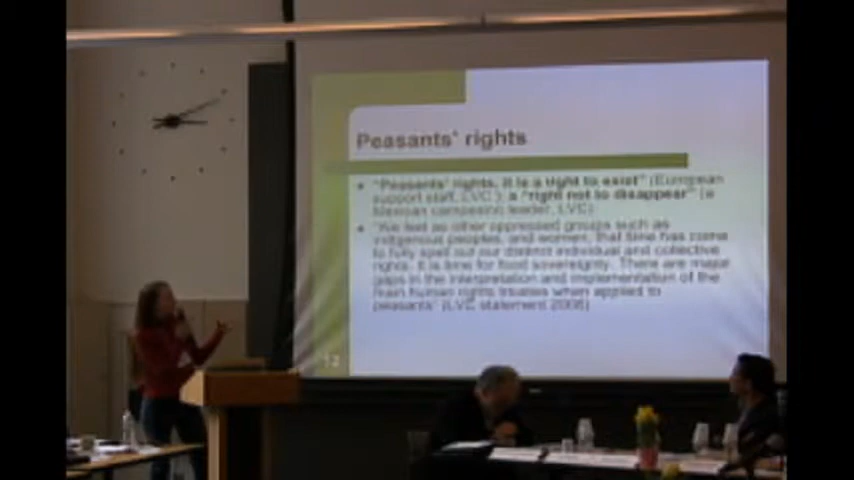 Peasants' rights
• "Peasants' rights, it is a right to exist" (European
support staff, LVC); a "right not to disappear" (a
Mexican campesino leader, LVC)
• "We feel as other oppressed groups such as
indigenous peoples, and women, that time has come
to fully spell out our distinct individual and collective
rights. It is time for food sovereignty. There are major
gaps in the interpretation and implementation of the
main human rights treaties when applied to
peasants" (LVC statement
12